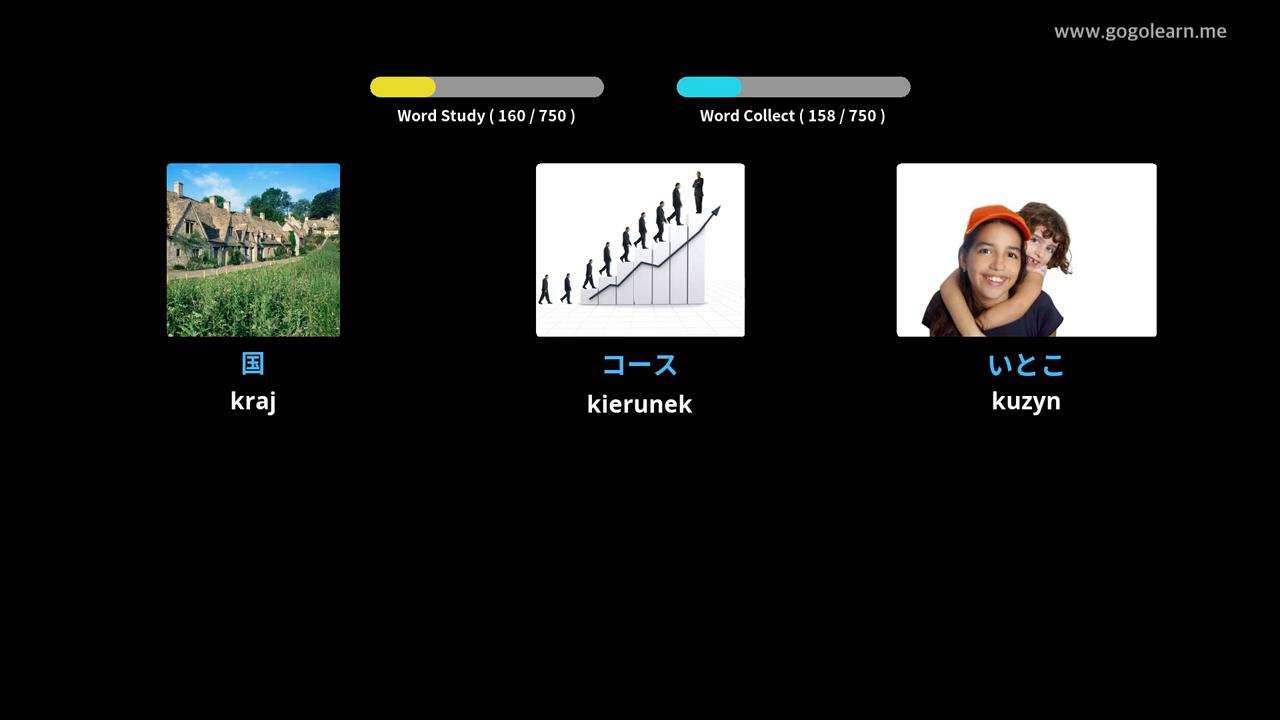 www.gogolearn.me
Word Study ( 160 / 750 )
Word Collect ( 158 / 750 )
国
コース
いとこ
kraj
kierunek
kuzyn